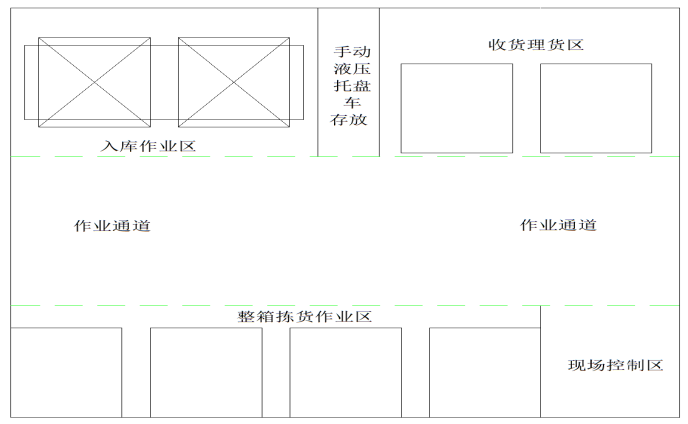 手动
液压
托盘
车
存放
收货理货区
入库作业区
作业通道
作业通道
整箱拣货作业区
现场控制区